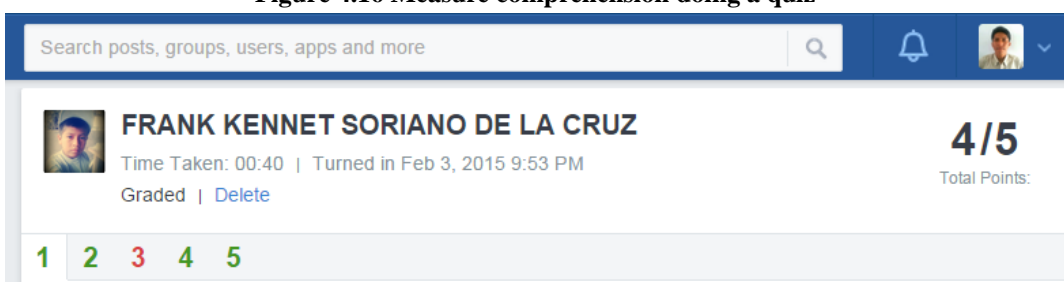 Figure 4.16 Measure comprehension doing a quiz
Search posts, groups, users, apps and more
FRANK KENNET SORIANO DE LA CRUZ
4/5
Time Taken: 00:40 | Turned in Feb 3, 2015 9:53 PM
Total Points:
Graded | Delete
1 2 3 4 5